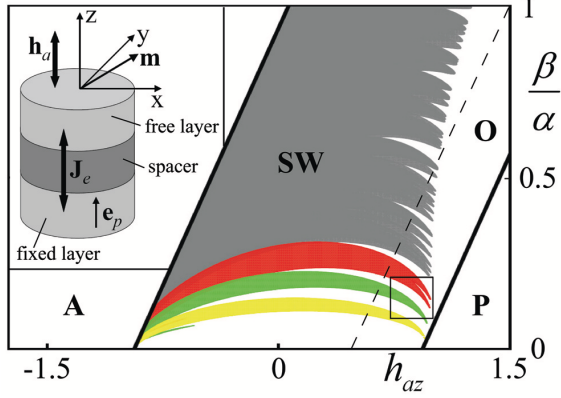 z
h_a
y
m
x
free layer
J_e
spacer
e_p
fixed layer
SW
O
A
P
1
β/α
0.5
0
-1.5
0
h_az
1.5